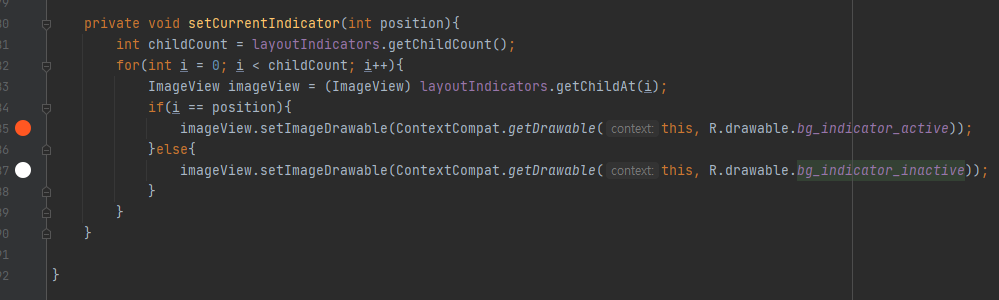 79
80 private void setCurrentIndicator(int position){
81 int childCount = layoutIndicators.getChildCount();
82 for(int i = 0; i < childCount; i++){
83 ImageView imageView = (ImageView) layoutIndicators.getChildAt(i);
84 if(i == position){
85 imageView.setImageDrawable(ContextCompat.getDrawable( context: this, R.drawable.bg_indicator_active));
86 }else{
87 imageView.setImageDrawable(ContextCompat.getDrawable( context: this, R.drawable.bg_indicator_inactive));
88 }
89 }
90 }
91
92 }